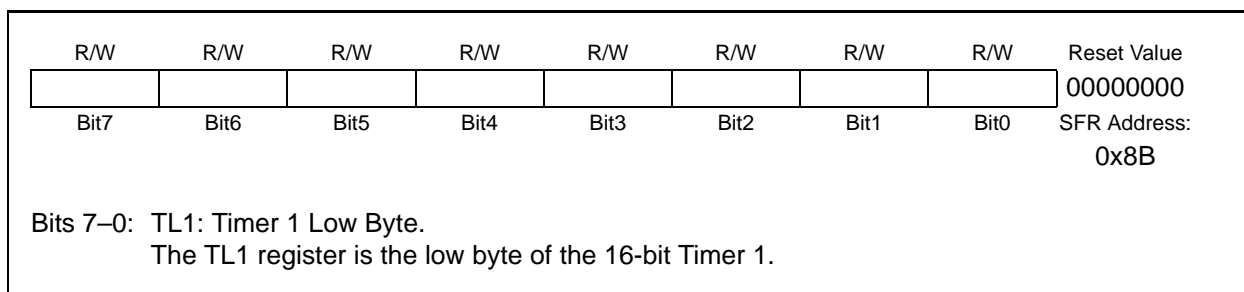 R/W R/W R/W R/W R/W R/W R/W R/W Reset Value
00000000
Bit7 Bit6 Bit5 Bit4 Bit3 Bit2 Bit1 Bit0 SFR Address:
0x8B
Bits 7–0: TL1: Timer 1 Low Byte.
The TL1 register is the low byte of the 16-bit Timer 1.